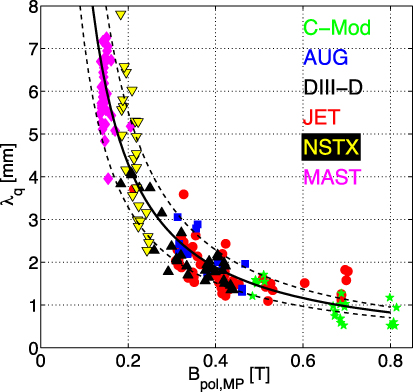 8
7
6
5
4
3
2
1
0
0 0.2 0.4 0.6 0.8
λq [mm]
Bpol,MP [T]
C-Mod
AUG
DIII-D
JET
NSTX
MAST